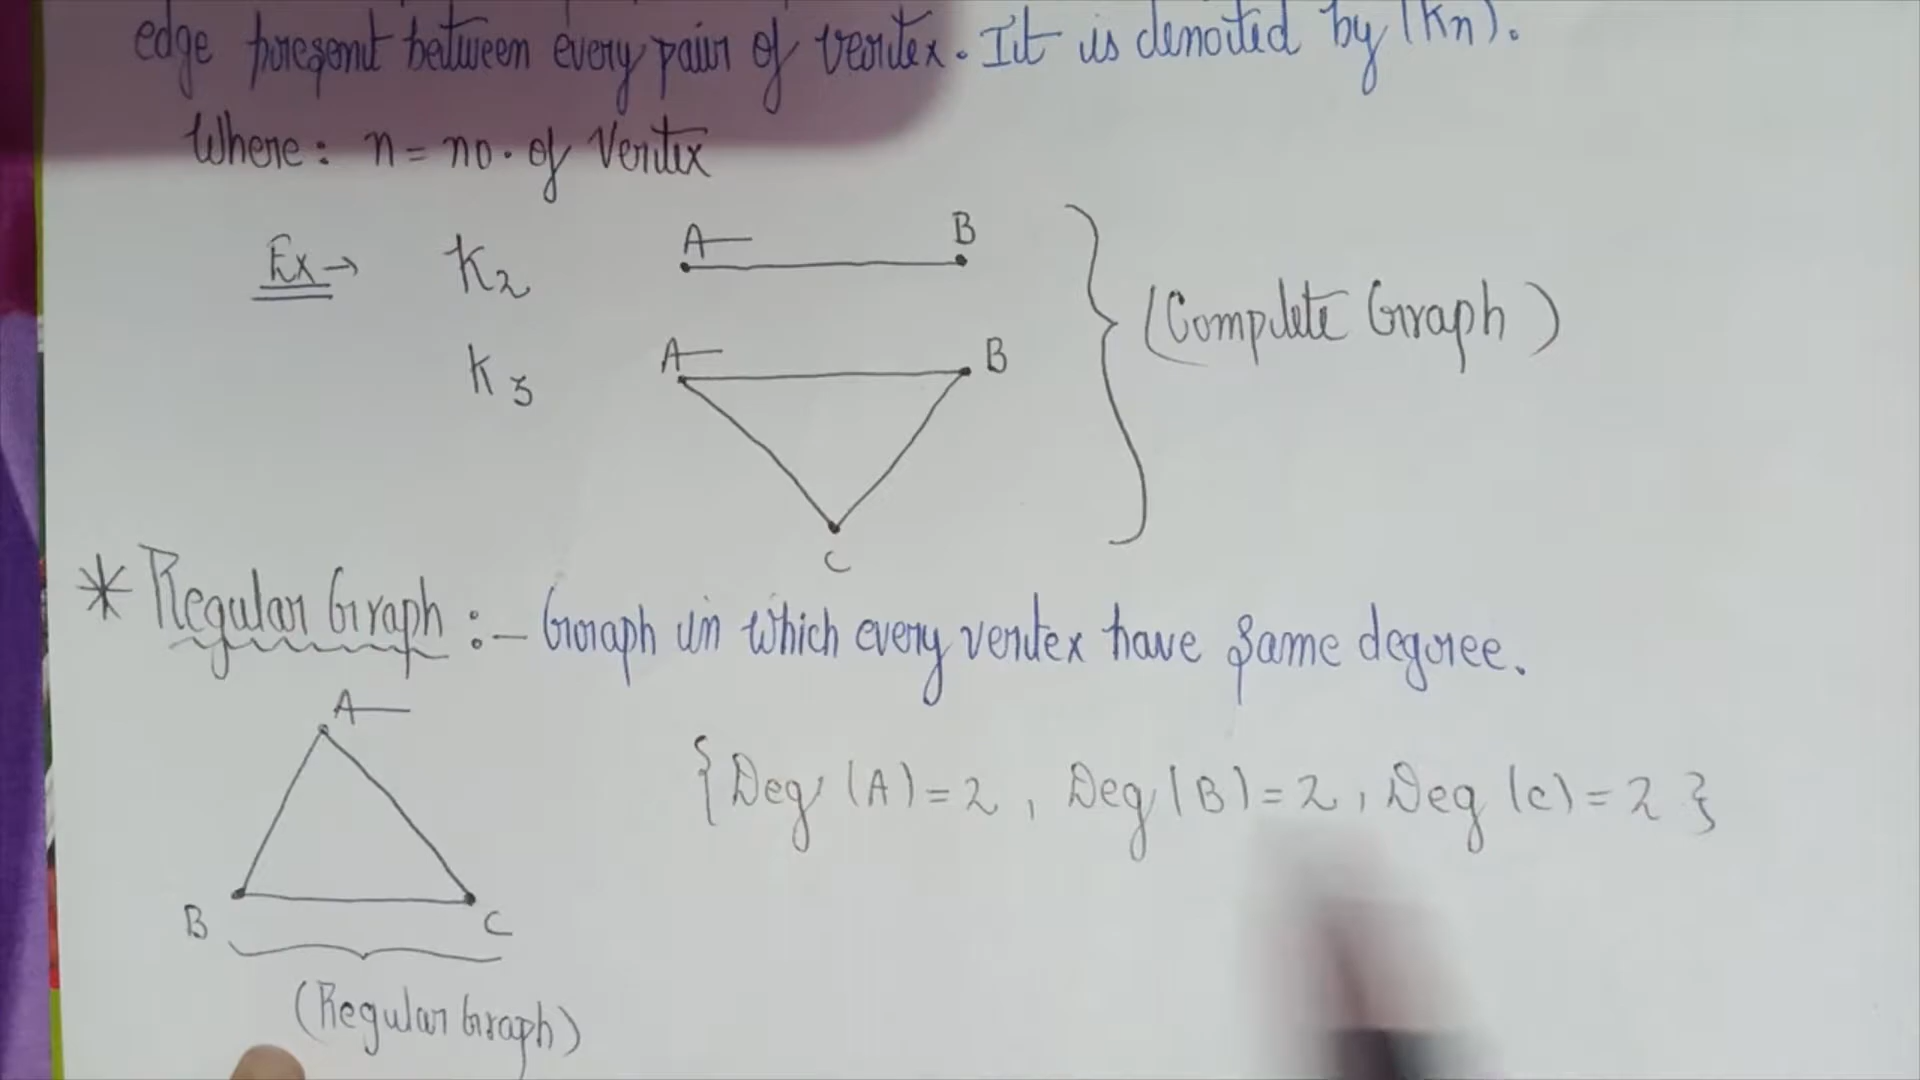 edge present between every pair of vertex. It is denoted by (Kn).
Where: n = no. of Vertex
Ex → K2 A B
K3 A B
(Complete Graph)
C
* Regular Graph :- Graph in which every vertex have same degree.
A
{Deg (A) = 2, Deg (B) = 2, Deg (C) = 2}
B C
(Regular Graph)